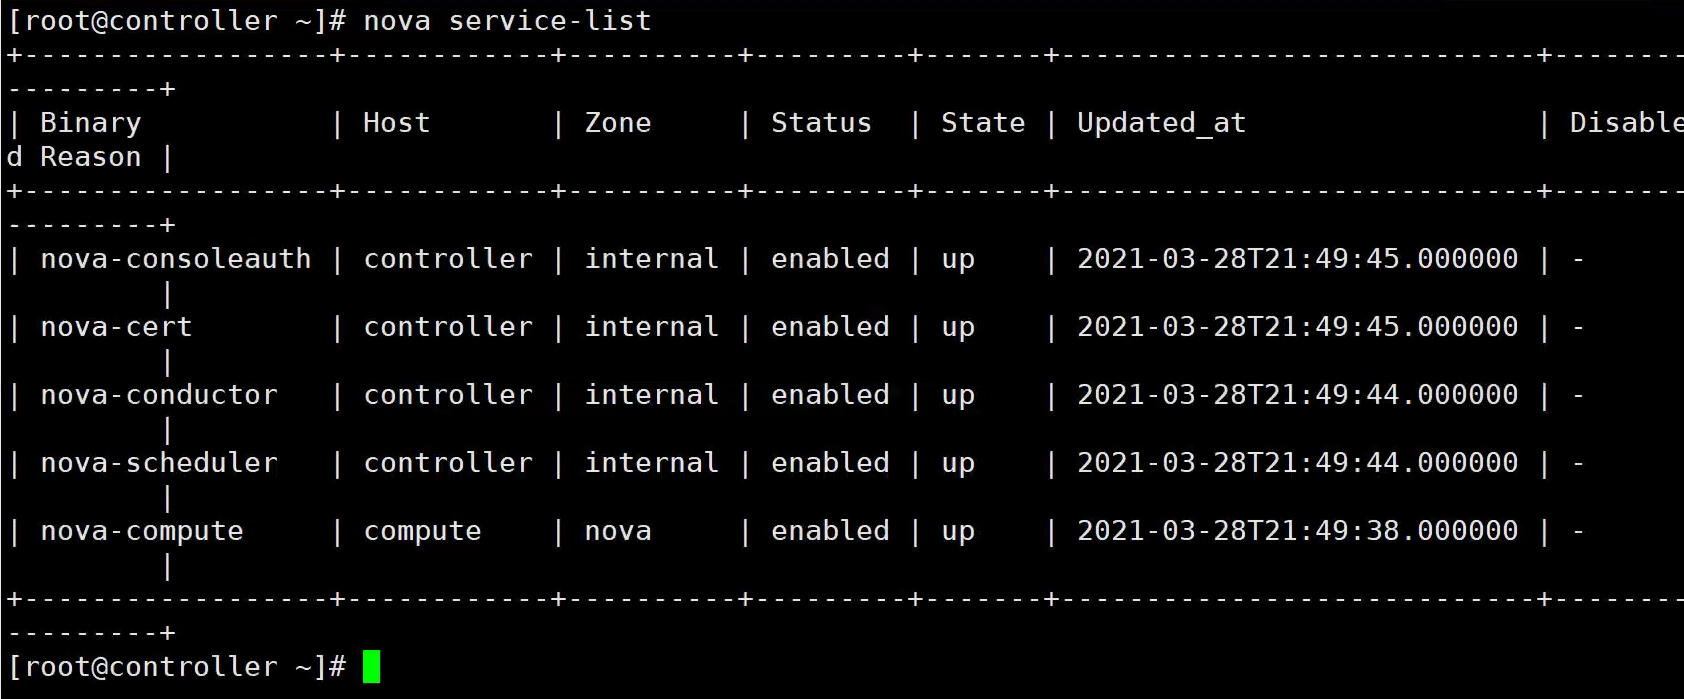 [root@controller ~]# nova service-list
+------------------+------------+----------+---------+-------+----------------------------+--------
---------+
| Binary           | Host       | Zone     | Status  | State | Updated_at                 | Disable
d Reason |
+------------------+------------+----------+---------+-------+----------------------------+--------
---------+
| nova-consoleauth | controller | internal | enabled | up    | 2021-03-28T21:49:45.000000 | -
         |
| nova-cert        | controller | internal | enabled | up    | 2021-03-28T21:49:45.000000 | -
         |
| nova-conductor   | controller | internal | enabled | up    | 2021-03-28T21:49:44.000000 | -
         |
| nova-scheduler   | controller | internal | enabled | up    | 2021-03-28T21:49:44.000000 | -
         |
| nova-compute     | compute    | nova     | enabled | up    | 2021-03-28T21:49:38.000000 | -
         |
+------------------+------------+----------+---------+-------+----------------------------+--------
---------+
[root@controller ~]#